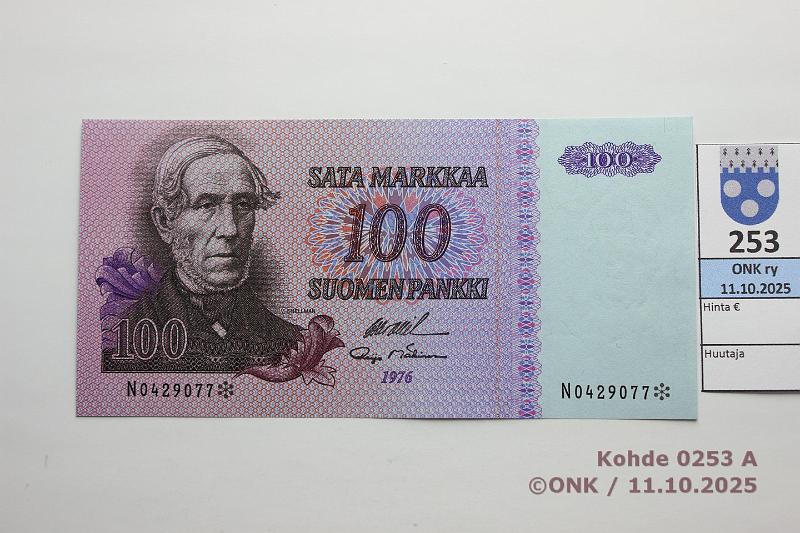 SATA MARKKAA
100
100
SUOMEN PANKKI
SNELLMAN
100
1976
N0429077*
N0429077*
253
ONK ry
11.10.2025
Hinta €
Huutaja
Kohde 0253 A
©ONK / 11.10.2025